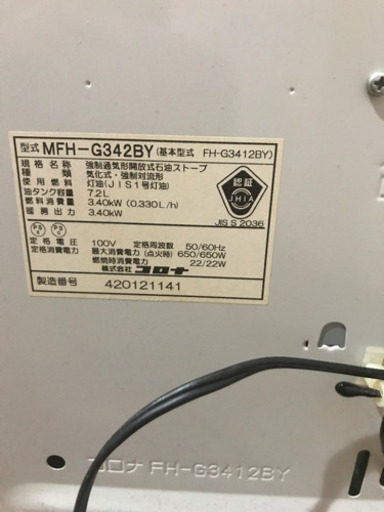 型式 MFH-G342BY (基本型式 FH-G3412BY)
規格名称 強制通気形開放式石油ストーブ
種類 気化式・強制対流形
使用燃料 灯油(JIS1号灯油)
油タンク容量 7.2L
燃料消費量 3.40kW (0.330L/h)
暖房出力 3.40kW
認証
JHIA
JIS S 2036
PS E
PS C
定格電圧 100V 定格周波数 50/60Hz
最大消費電力(点火時) 650/650W
燃焼時消費電力 22/22W
株式会社 コロナ
製造番号 420121141
コロナ FH-G3412BY